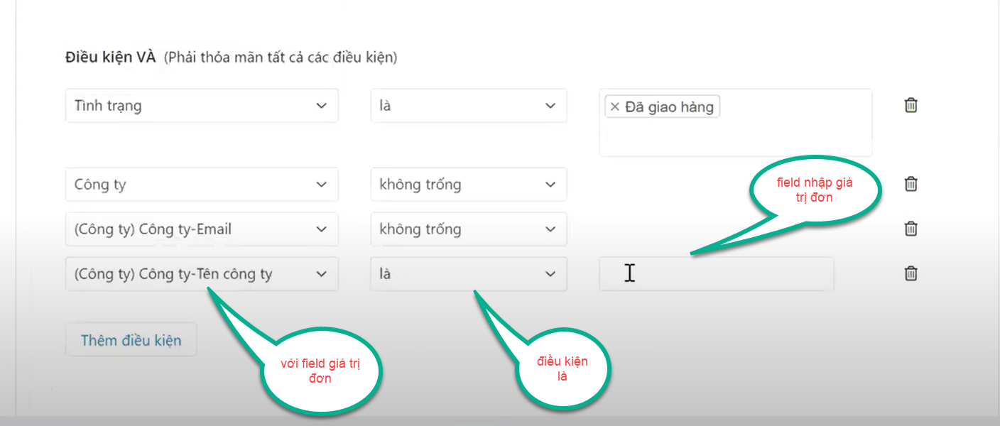 Điều kiện VÀ (Phải thỏa mãn tất cả các điều kiện)
Tình trạng là × Đã giao hàng
Công ty không trống
field nhập giá
trị đơn
(Công ty) Công ty-Email không trống
(Công ty) Công ty-Tên công ty là
Thêm điều kiện
với field giá trị
đơn
điều kiện
là